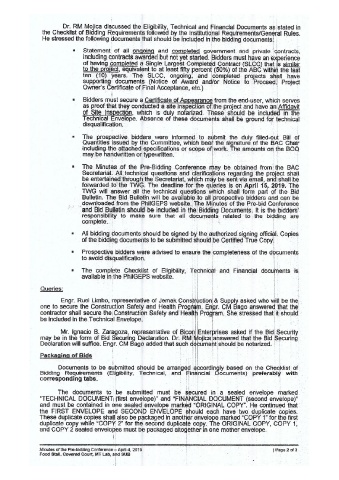 Dr. RM Mojica discussed the Eligibility, Technical and Financial Documents as stated in
the Checklist of Bidding Requirements followed by the Institutional Requirements/General Rules.
He stressed the following documents that should be included in the bidding documents:
• Statement of all ongoing and completed government and private contracts,
including contracts awarded but not yet started. Bidders must have an experience
of having completed a Single Largest Completed Contract (SLCC) that is similar
to the project, equivalent to at least fifty percent (50%) of the ABC within the last
ten (10) years. The SLCC, ongoing, and completed projects shall have
supporting documents (Notice of Award and/or Notice to Proceed, Project
Owner's Certificate of Final Acceptance, etc.)
• Bidders must secure a Certificate of Appearance from the end-user, which serves
as proof that they conduct a site inspection of the project and have an Affidavit
of Site Inspection, which is duly notarized. These should be included in the
Technical Envelope. Absence of these documents shall be ground for technical
disqualification.
• The prospective bidders were informed to submit the duly filled-out Bill of
Quantities issued by the Committee, which bear the signature of the BAC Chair
including the attached specifications or scope of work. The amounts on the BOQ
may be handwritten or typewritten.
• The Minutes of the Pre-Bidding Conference may be obtained from the BAC
Secretariat. All technical questions and clarifications regarding the project shall
be entertained through the Secretariat, which may be sent via email, and shall be
forwarded to the TWG. The deadline for the queries is on April 15, 2019. The
TWG will answer all the technical questions which shall form part of the Bid
Bulletin. The Bid Bulletin will be available to all prospective bidders and can be
downloaded from the PhilGEPS website. The Minutes of the Pre-bid Conference
and Bid Bulletin should be included in the Bidding Documents. It is the bidders'
responsibility to make sure that all documents related to the bidding are
complete.
• All bidding documents should be signed by the authorized signing official. Copies
of the bidding documents to be submitted should be Certified True Copy.
• Prospective bidders were advised to ensure the completeness of the documents
to avoid disqualification.
• The complete Checklist of Eligibility, Technical and Financial documents is
available in the PhilGEPS website.
Queries:
Engr. Ruel Limbo, representative of Jemas Construction & Supply asked who will be the
one to secure the Construction Safety and Health Program. Engr. CM Bago answered that the
contractor shall secure the Construction Safety and Health Program. She stressed that it should
be included in the Technical Envelope.
Mr. Ignacio B. Zaragoza, representative of Bicon Enterprises asked if the Bid Security
may be in the form of Bid Securing Declaration. Dr. RM Mojica answered that the Bid Securing
Declaration will suffice. Engr. CM Bago added that such document should be notarized.
Packaging of Bids
Documents to be submitted should be arranged accordingly based on the Checklist of
Bidding Requirements (Eligibility, Technical, and Financial Documents) preferably with
corresponding tabs.
The documents to be submitted must be secured in a sealed envelope marked
"TECHNICAL DOCUMENT (first envelope)" and "FINANCIAL DOCUMENT (second envelope)"
and must be contained in one sealed envelope marked "ORIGINAL COPY". He continued that
the FIRST ENVELOPE and SECOND ENVELOPE should each have two duplicate copies.
These duplicate copies shall also be packaged in another envelope marked "COPY 1" for the first
duplicate copy while "COPY 2" for the second duplicate copy. The ORIGINAL COPY, COPY 1,
and COPY 2 sealed envelopes must be packaged altogether in one mother envelope.
Minutes of the Pre-bidding Conference – April 8, 2019
| Page 2 of 3